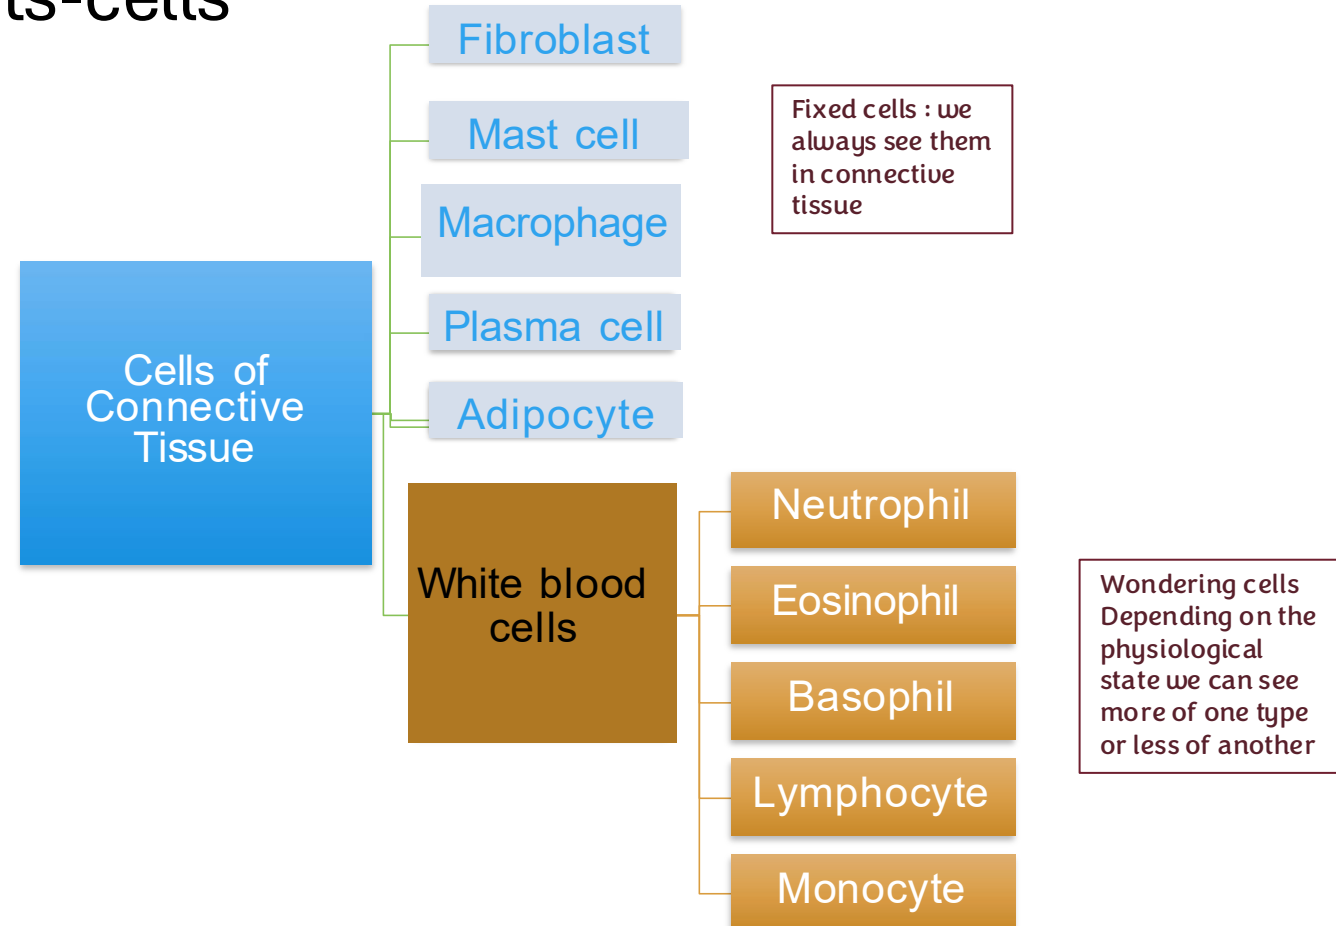 ts-cells
Fibroblast
Mast cell
Macrophage
Plasma cell
Adipocyte
Fixed cells : we
always see them
in connective
tissue
Cells of
Connective
Tissue
White blood
cells
Neutrophil
Eosinophil
Basophil
Lymphocyte
Monocyte
Wondering cells
Depending on the
physiological
state we can see
more of one type
or less of another